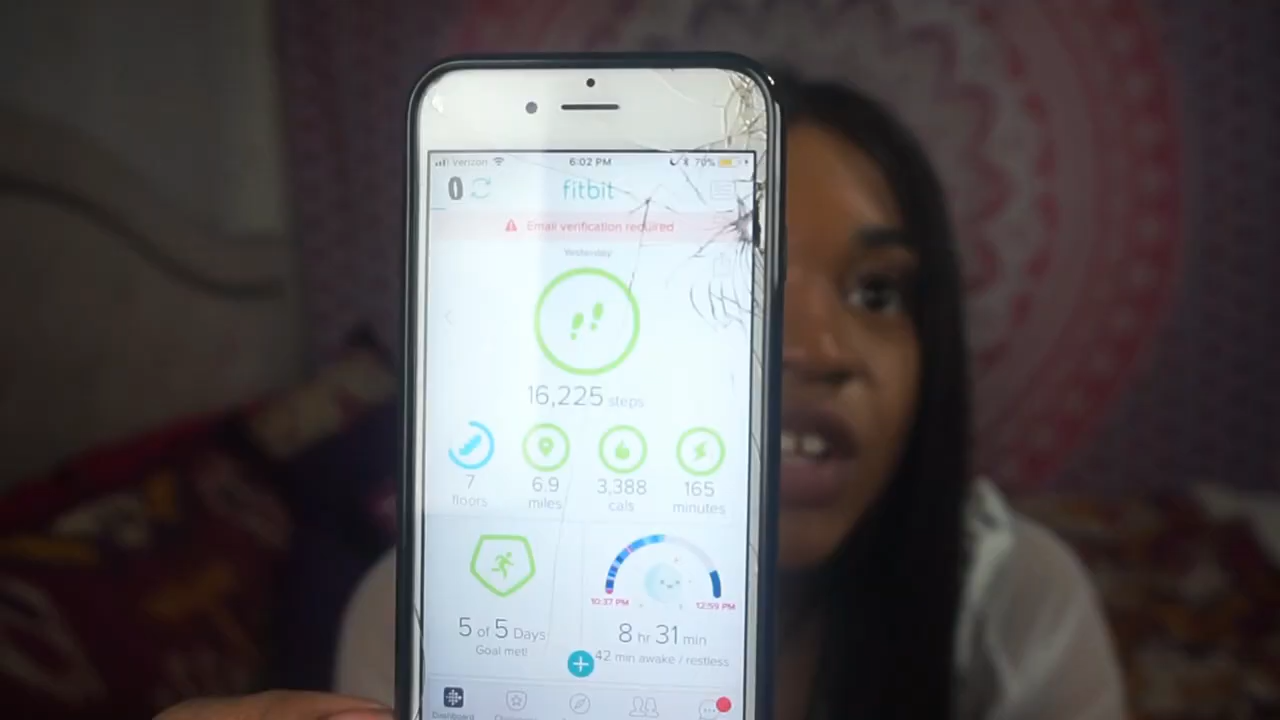 Verizon 6:02 PM 70%
fitbit
Email verification required
Yesterday
16,225 steps
7 6.9 3,388 165
floors miles cals minutes
10:37 PM 12:59 PM
5 of 5 Days 8 hr 31 min
Goal met! 42 min awake / restless
Dashboard